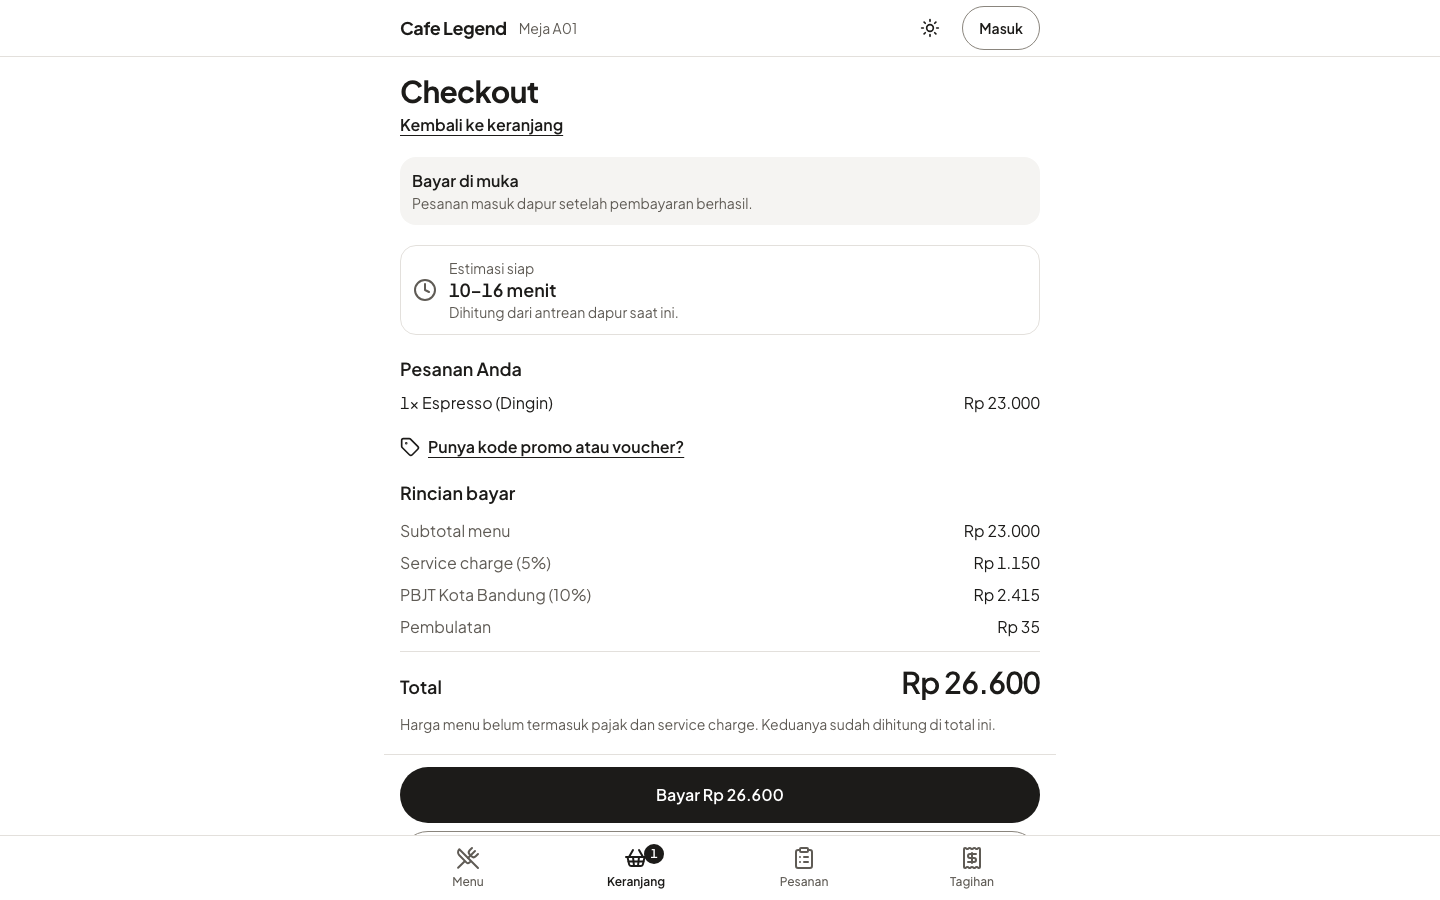 Cafe Legend Meja A01
Masuk
Checkout
Kembali ke keranjang
Bayar di muka
Pesanan masuk dapur setelah pembayaran berhasil.
Estimasi siap
10–16 menit
Dihitung dari antrean dapur saat ini.
Pesanan Anda
1× Espresso (Dingin) Rp 23.000
Punya kode promo atau voucher?
Rincian bayar
Subtotal menu Rp 23.000
Service charge (5%) Rp 1.150
PBJT Kota Bandung (10%) Rp 2.415
Pembulatan Rp 35
Total Rp 26.600
Harga menu belum termasuk pajak dan service charge. Keduanya sudah dihitung di total ini.
Bayar Rp 26.600
1
Menu Keranjang Pesanan Tagihan